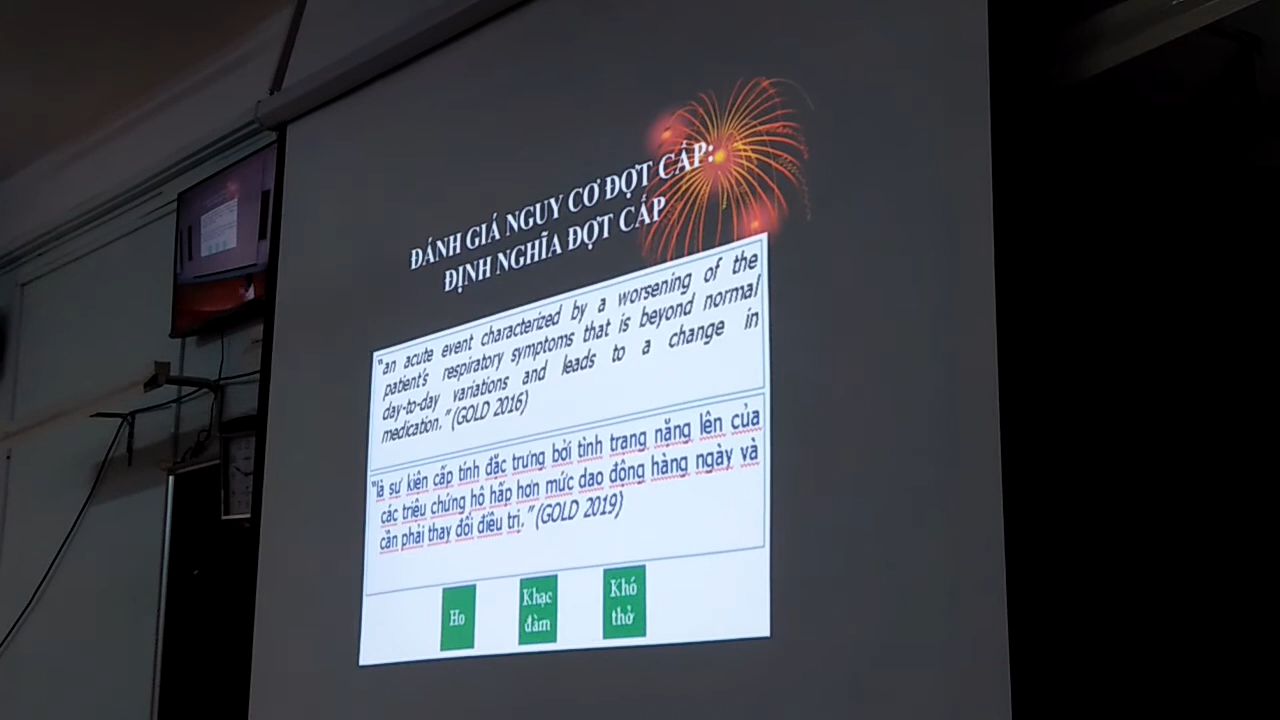 ĐÁNH GIÁ NGUY CƠ ĐỢT CẤP:
ĐỊNH NGHĨA ĐỢT CẤP
"an acute event characterized by a worsening of the
patient's respiratory symptoms that is beyond normal
day-to-day variations and leads to a change in
medication." (GOLD 2016)
"là sự kiện cấp tính đặc trưng bởi tình trạng nặng lên của
các triệu chứng hô hấp hơn mức dao động hàng ngày và
cần phải thay đổi điều trị." (GOLD 2019)
Ho
Khạc
đàm
Khó
thở